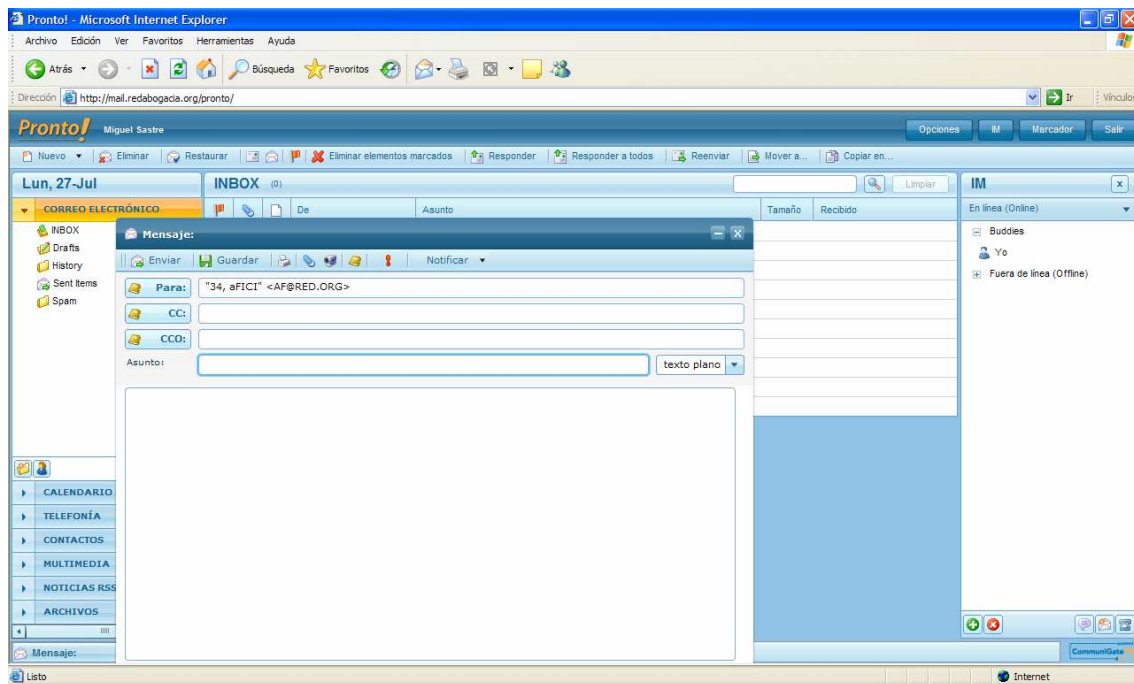 Pronto! - Microsoft Internet Explorer
Archivo Edición Ver Favoritos Herramientas Ayuda
Atrás Búsqueda Favoritos
Dirección http://mail.redabogacia.org/pronto/ Ir Vínculos
Pronto! Miguel Sastre Opciones IM Marcador Salir
Nuevo Eliminar Restaurar Eliminar elementos marcados Responder Responder a todos Reenviar Mover a... Copiar en...
Lun, 27-Jul INBOX (0) Limpiar IM x
CORREO ELECTRÓNICO De Asunto Tamaño Recibido En línea (Online)
INBOX
Drafts
History
Sent Items
Spam
Mensaje:
Enviar Guardar Notificar
Para: "34, aFICI" <AF@RED.ORG>
CC:
CCO:
Asunto: texto plano
Buddies
Yo
Fuera de línea (Offline)
CALENDARIO
TELEFONÍA
CONTACTOS
MULTIMEDIA
NOTICIAS RSS
ARCHIVOS
Mensaje: CommuniGate
Listo Internet